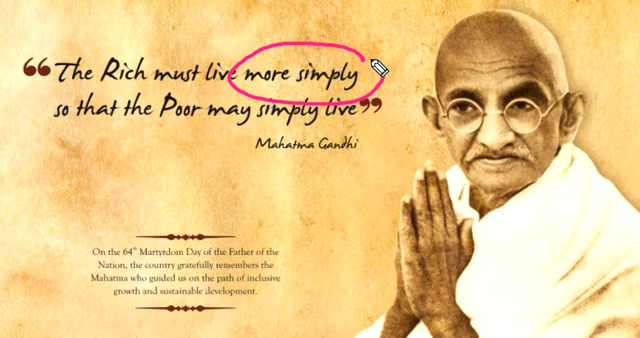 “The Rich must live more simply
so that the Poor may simply live”
Mahatma Gandhi
On the 64th Martyrdom Day of the Father of the
Nation, the country gratefully remembers the
Mahatma who guided us on the path of inclusive
growth and sustainable development.